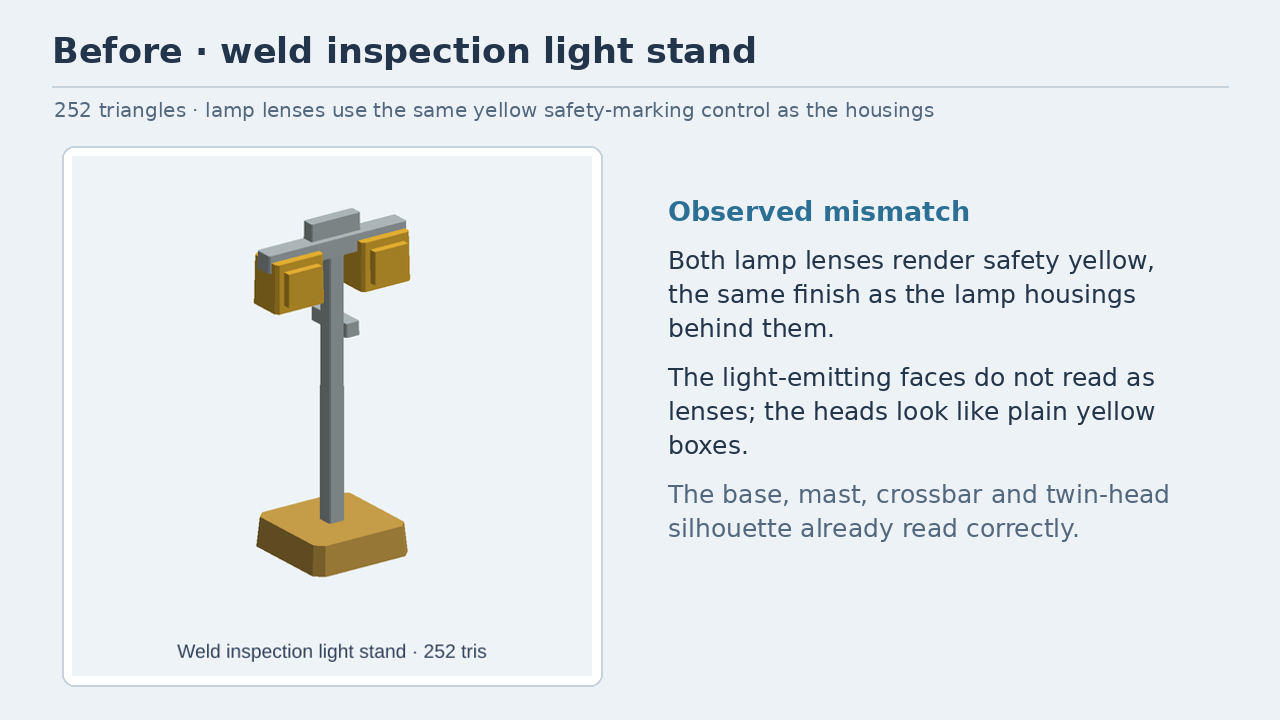 Before · weld inspection light stand
252 triangles · lamp lenses use the same yellow safety-marking control as the housings
Weld inspection light stand · 252 tris
Observed mismatch
Both lamp lenses render safety yellow,
the same finish as the lamp housings
behind them.
The light-emitting faces do not read as
lenses; the heads look like plain yellow
boxes.
The base, mast, crossbar and twin-head
silhouette already read correctly.